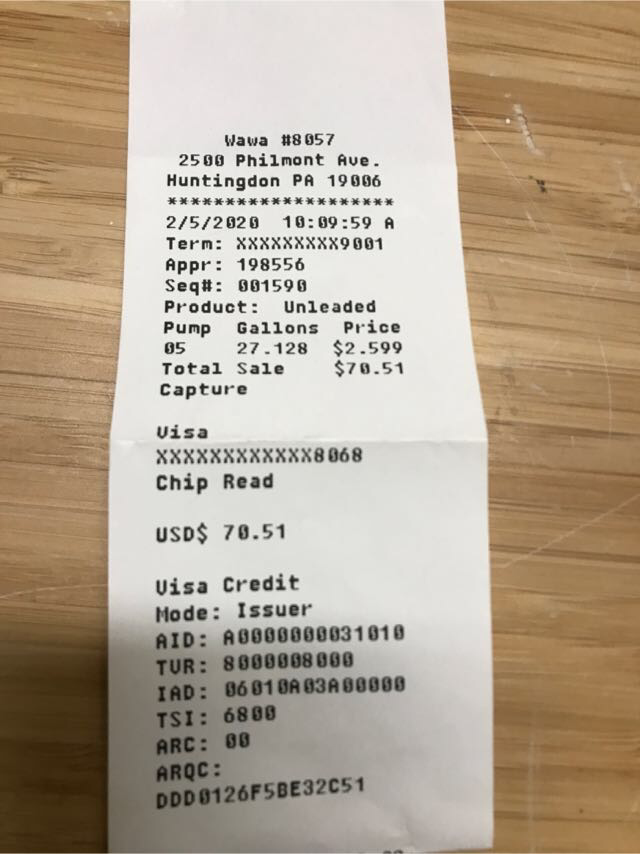 Wawa #8057
2500 Philmont Ave.
Huntingdon PA 19006
********************
2/5/2020 10:09:59 A
Term: XXXXXXXXX9001
Appr: 198556
Seq#: 001590
Product: Unleaded
Pump Gallons Price
05 27.128 $2.599
Total Sale $70.51
Capture
Visa
XXXXXXXXXXXX8068
Chip Read
USD$ 70.51
Visa Credit
Mode: Issuer
AID: A0000000031010
TVR: 8000008000
IAD: 06010A03A00000
TSI: 6800
ARC: 00
ARQC:
DDD0126F5BE32C51